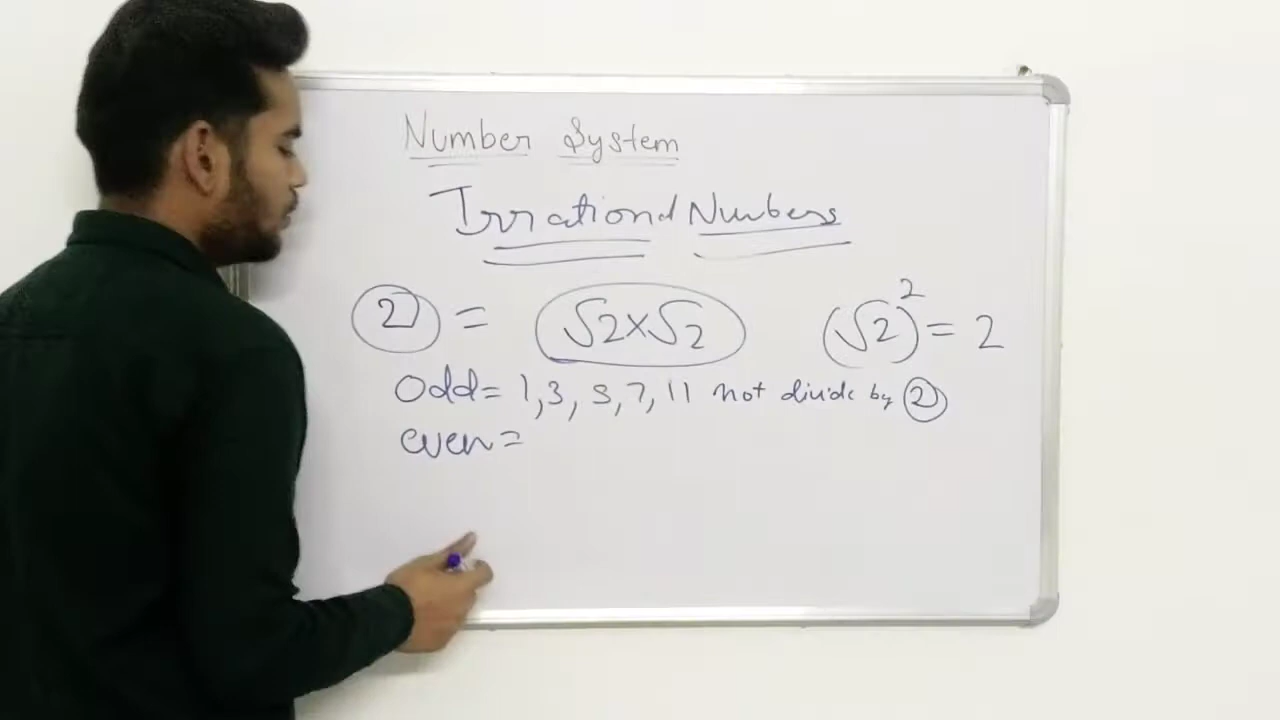 Number System
Irrational Numbers
2 = √2×√2 (√2)² = 2
Odd= 1,3, 5,7,11 not divide by 2
even=